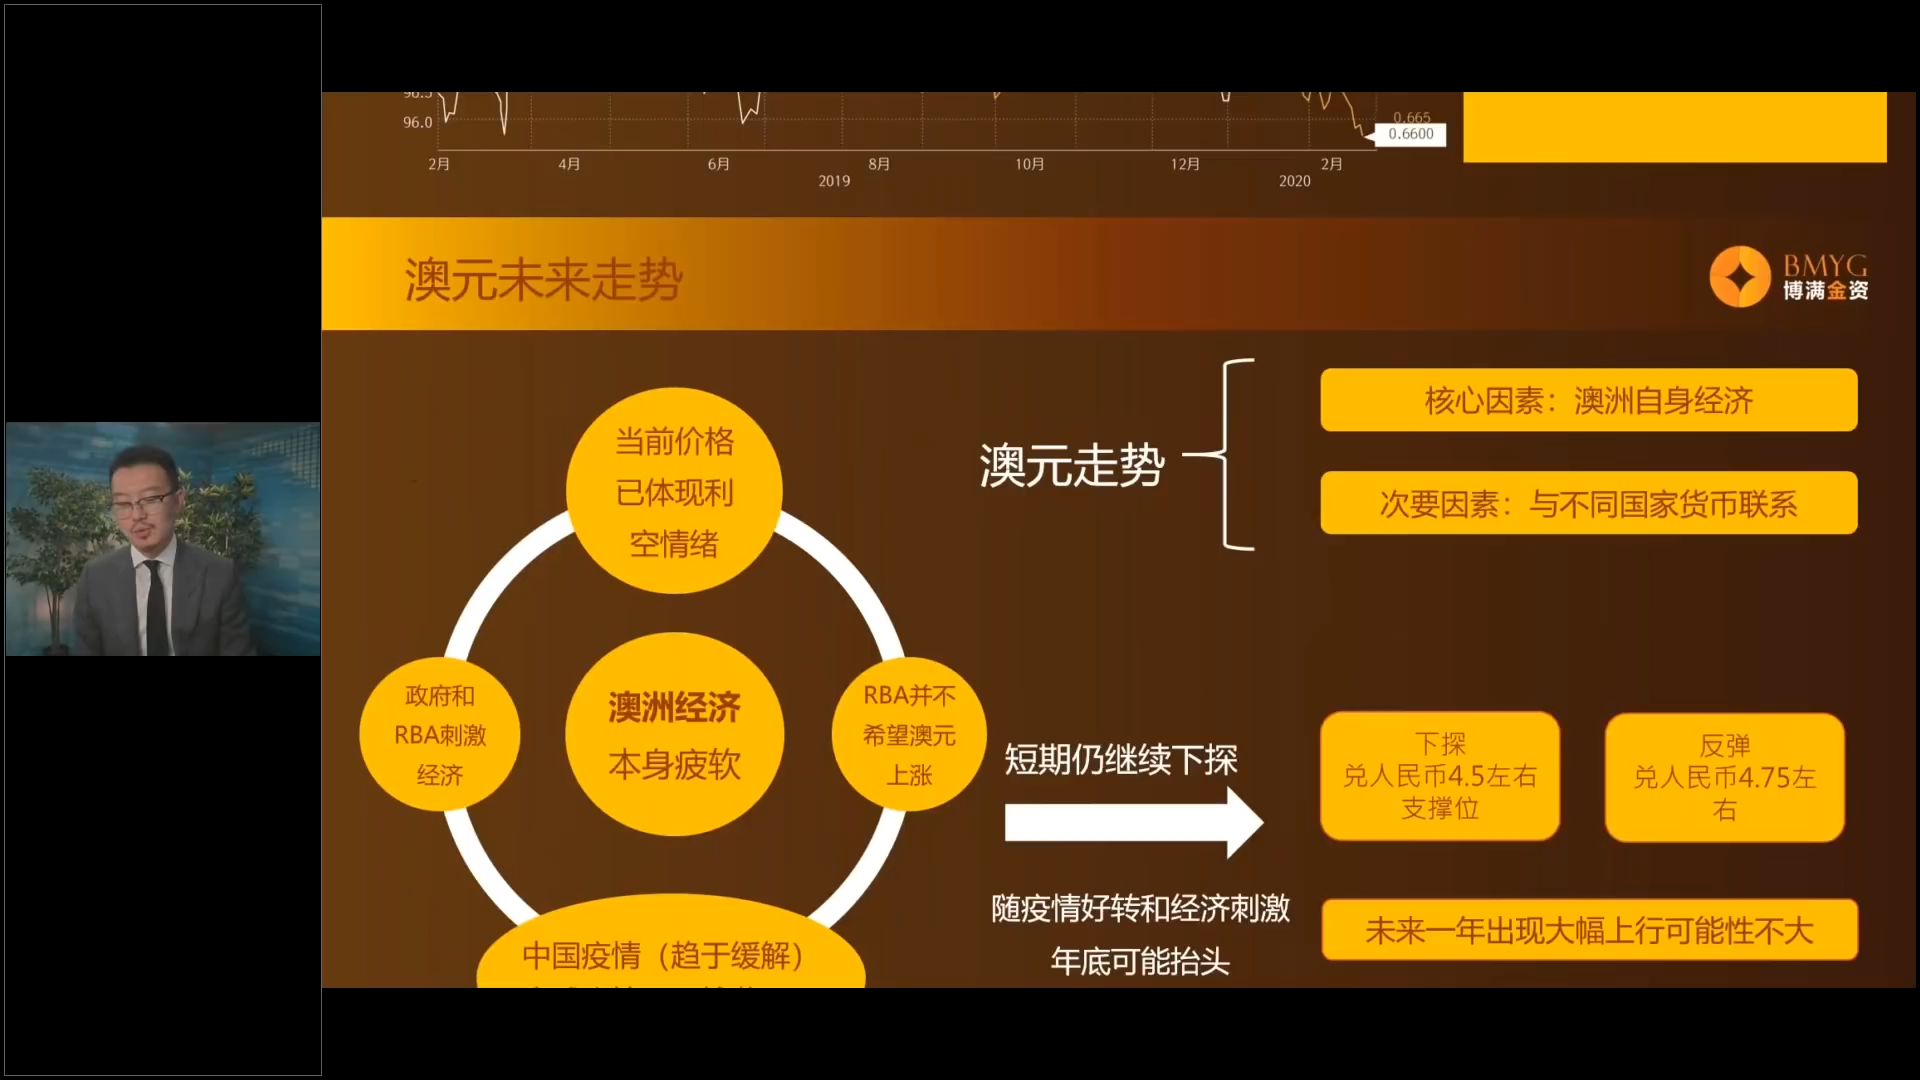 96.5
96.0
0.665
0.6600
2月 4月 6月 8月 10月 12月 2月
2019 2020
澳元未来走势
BMYG
博满金资
当前价格
已体现利
空情绪
政府和
RBA刺激
经济
澳洲经济
本身疲软
RBA并不
希望澳元
上涨
中国疫情（趋于缓解）
澳元走势
核心因素：澳洲自身经济
次要因素：与不同国家货币联系
短期仍继续下探
下探
兑人民币4.5左右
支撑位
反弹
兑人民币4.75左
右
随疫情好转和经济刺激
年底可能抬头
未来一年出现大幅上行可能性不大